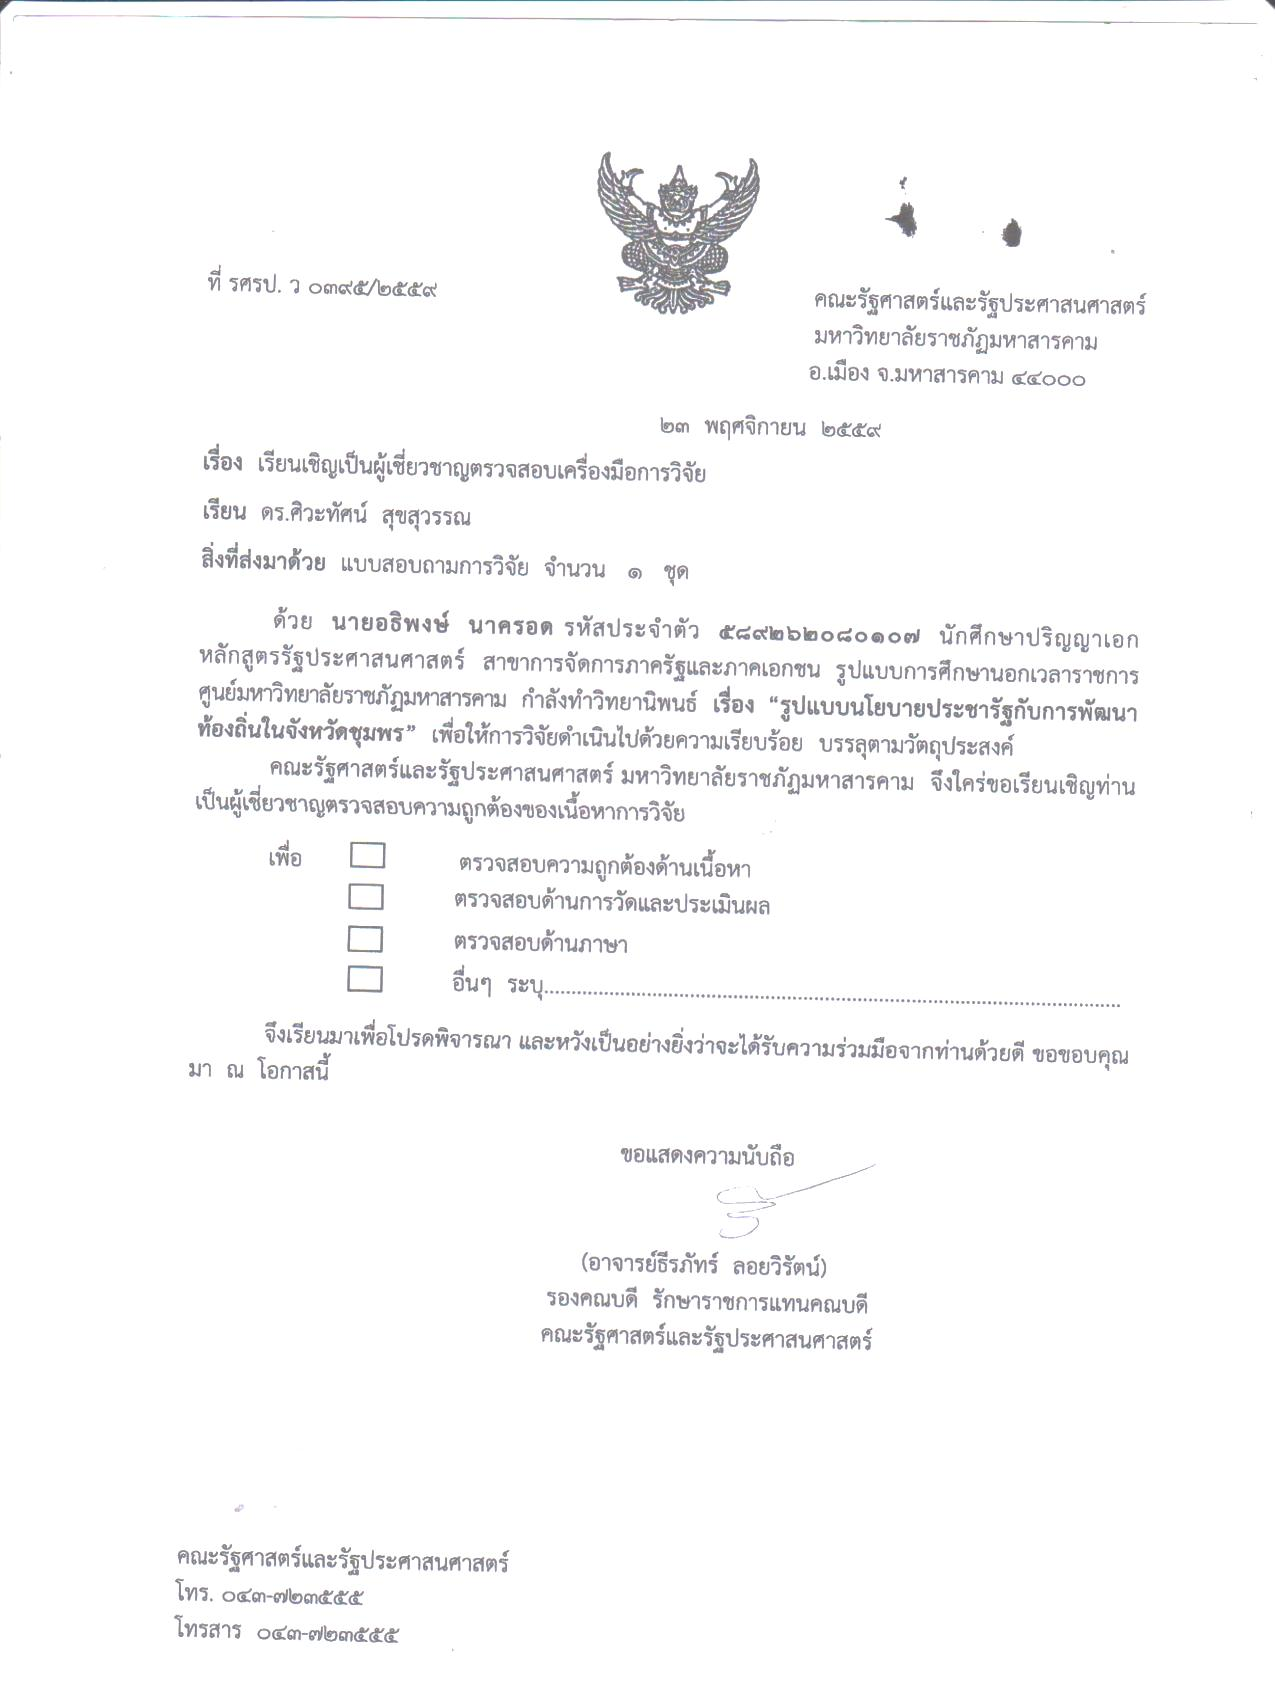 ที่ รศรป. ว ๐๓๙๕/๒๕๕๙
คณะรัฐศาสตร์และรัฐประศาสนศาสตร์
มหาวิทยาลัยราชภัฏมหาสารคาม
อ.เมือง จ.มหาสารคาม ๔๔๐๐๐
๒๓ พฤศจิกายน ๒๕๕๙
เรื่อง เรียนเชิญเป็นผู้เชี่ยวชาญตรวจสอบเครื่องมือการวิจัย
เรียน ดร.ศิวะทัศน์ สุขสุวรรณ
สิ่งที่ส่งมาด้วย แบบสอบถามการวิจัย จำนวน ๑ ชุด
ด้วย นายอธิพงษ์ นาครอด รหัสประจำตัว ๕๘๙๒๖๒๐๘๐๑๐๗ นักศึกษาปริญญาเอก
หลักสูตรรัฐประศาสนศาสตร์ สาขาการจัดการภาครัฐและภาคเอกชน รูปแบบการศึกษานอกเวลาราชการ
ศูนย์มหาวิทยาลัยราชภัฏมหาสารคาม กำลังทำวิทยานิพนธ์ เรื่อง “รูปแบบนโยบายประชารัฐกับการพัฒนา
ท้องถิ่นในจังหวัดชุมพร” เพื่อให้การวิจัยดำเนินไปด้วยความเรียบร้อย บรรลุตามวัตถุประสงค์
คณะรัฐศาสตร์และรัฐประศาสนศาสตร์ มหาวิทยาลัยราชภัฏมหาสารคาม จึงใคร่ขอเรียนเชิญท่าน
เป็นผู้เชี่ยวชาญตรวจสอบความถูกต้องของเนื้อหาการวิจัย
เพื่อ ตรวจสอบความถูกต้องด้านเนื้อหา
ตรวจสอบด้านการวัดและประเมินผล
ตรวจสอบด้านภาษา
อื่นๆ ระบุ..........................................................................................................
จึงเรียนมาเพื่อโปรดพิจารณา และหวังเป็นอย่างยิ่งว่าจะได้รับความร่วมมือจากท่านด้วยดี ขอขอบคุณ
มา ณ โอกาสนี้
ขอแสดงความนับถือ
(อาจารย์ธีรภัทร์ ลอยวิรัตน์)
รองคณบดี รักษาราชการแทนคณบดี
คณะรัฐศาสตร์และรัฐประศาสนศาสตร์
คณะรัฐศาสตร์และรัฐประศาสนศาสตร์
โทร. ๐๔๓-๗๒๓๕๕๕
โทรสาร ๐๔๓-๗๒๓๕๕๕